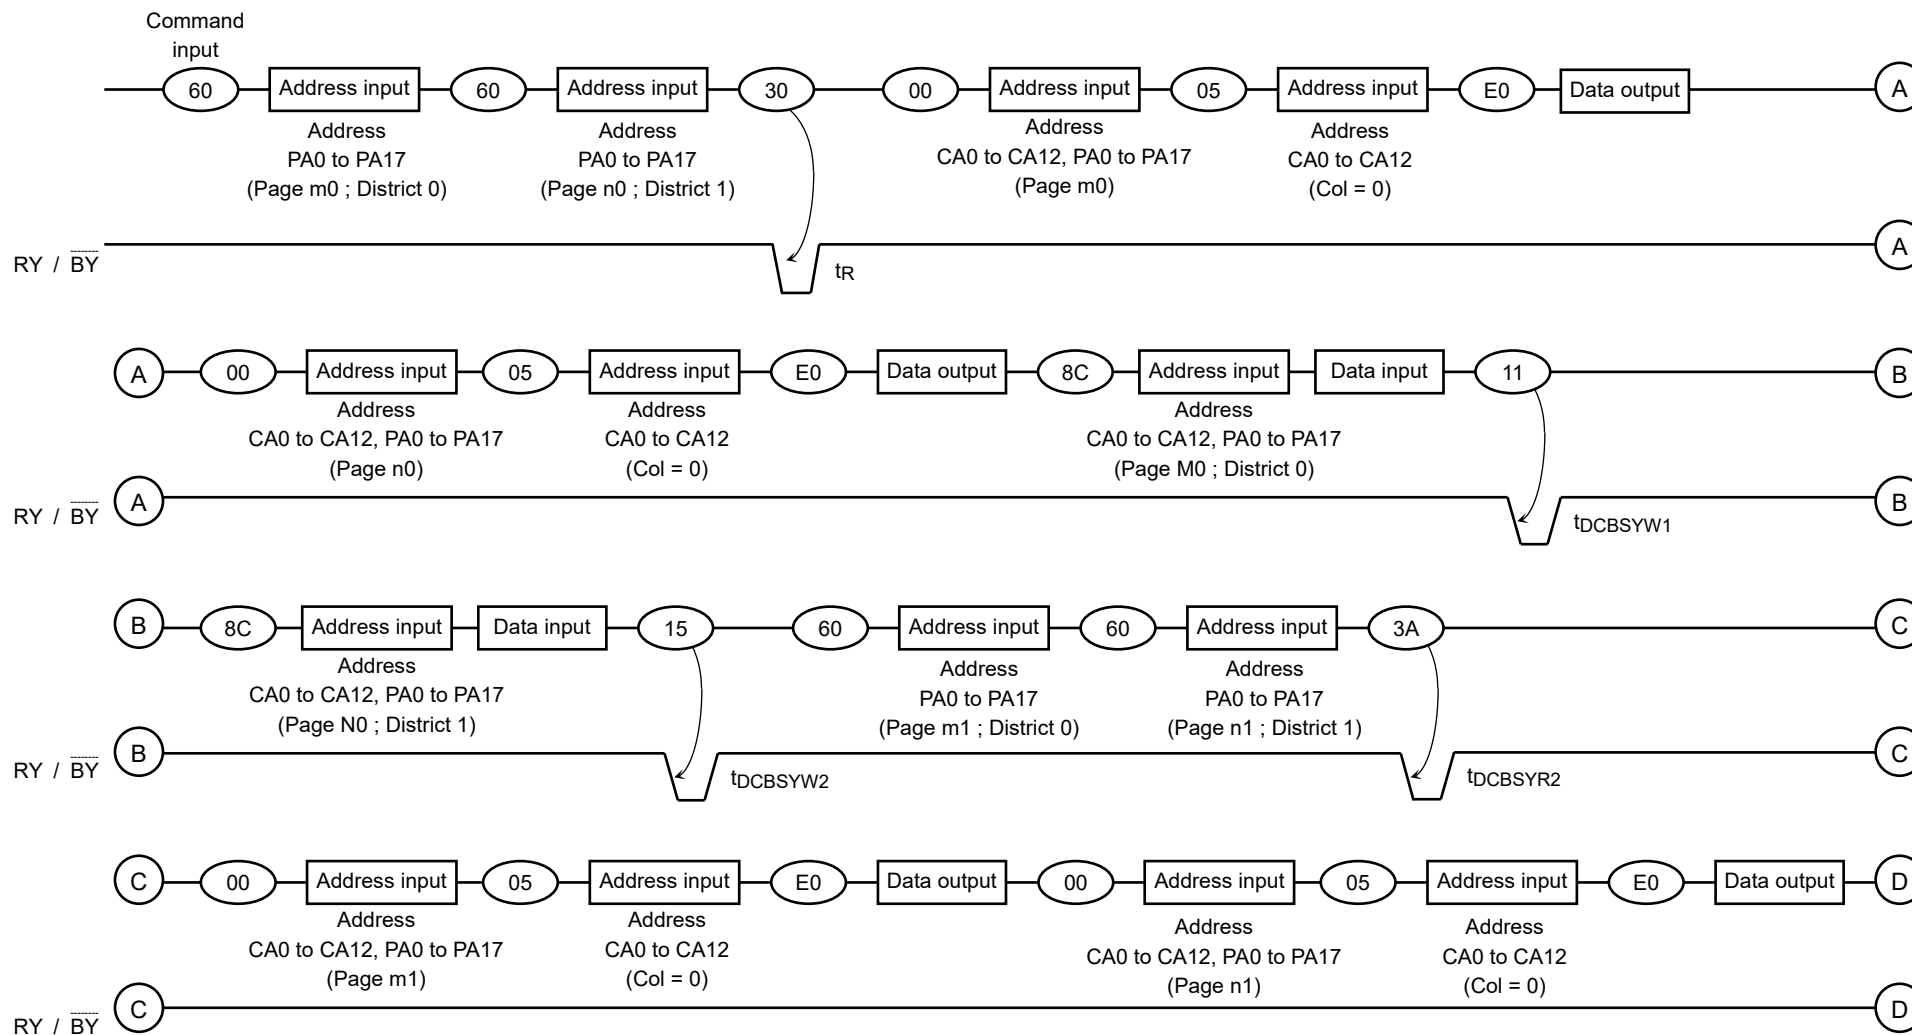 Command
input
60 Address input 60 Address input 30 00 Address input 05 Address input E0 Data output A
Address
PA0 to PA17
(Page m0 ; District 0)
Address
PA0 to PA17
(Page n0 ; District 1)
Address
CA0 to CA12, PA0 to PA17
(Page m0)
Address
CA0 to CA12
(Col = 0)
RY / BY tR A
A 00 Address input 05 Address input E0 Data output 8C Address input Data input 11 B
Address
CA0 to CA12, PA0 to PA17
(Page n0)
Address
CA0 to CA12
(Col = 0)
Address
CA0 to CA12, PA0 to PA17
(Page M0 ; District 0)
RY / BY A tDCBSYW1 B
B 8C Address input Data input 15 60 Address input 60 Address input 3A C
Address
CA0 to CA12, PA0 to PA17
(Page N0 ; District 1)
Address
PA0 to PA17
(Page m1 ; District 0)
Address
PA0 to PA17
(Page n1 ; District 1)
RY / BY B tDCBSYW2 tDCBSYR2 C
C 00 Address input 05 Address input E0 Data output 00 Address input 05 Address input E0 Data output D
Address
CA0 to CA12, PA0 to PA17
(Page m1)
Address
CA0 to CA12
(Col = 0)
Address
CA0 to CA12, PA0 to PA17
(Page n1)
Address
CA0 to CA12
(Col = 0)
RY / BY C D